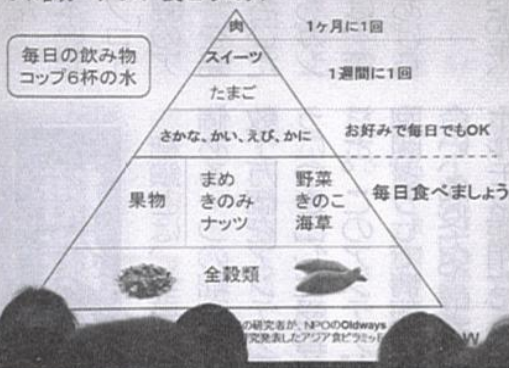 肉
1ヶ月に1回
毎日の飲み物
コップ6杯の水
スイーツ
1週間に1回
たまご
さかな、かい、えび、かに
お好みで毎日でもOK
果物
まめ
きのみ
ナッツ
野菜
きのこ
海草
毎日食べましょう
全穀類
の研究者が、NPOのOldways
究発表したアジア食ピラミッド